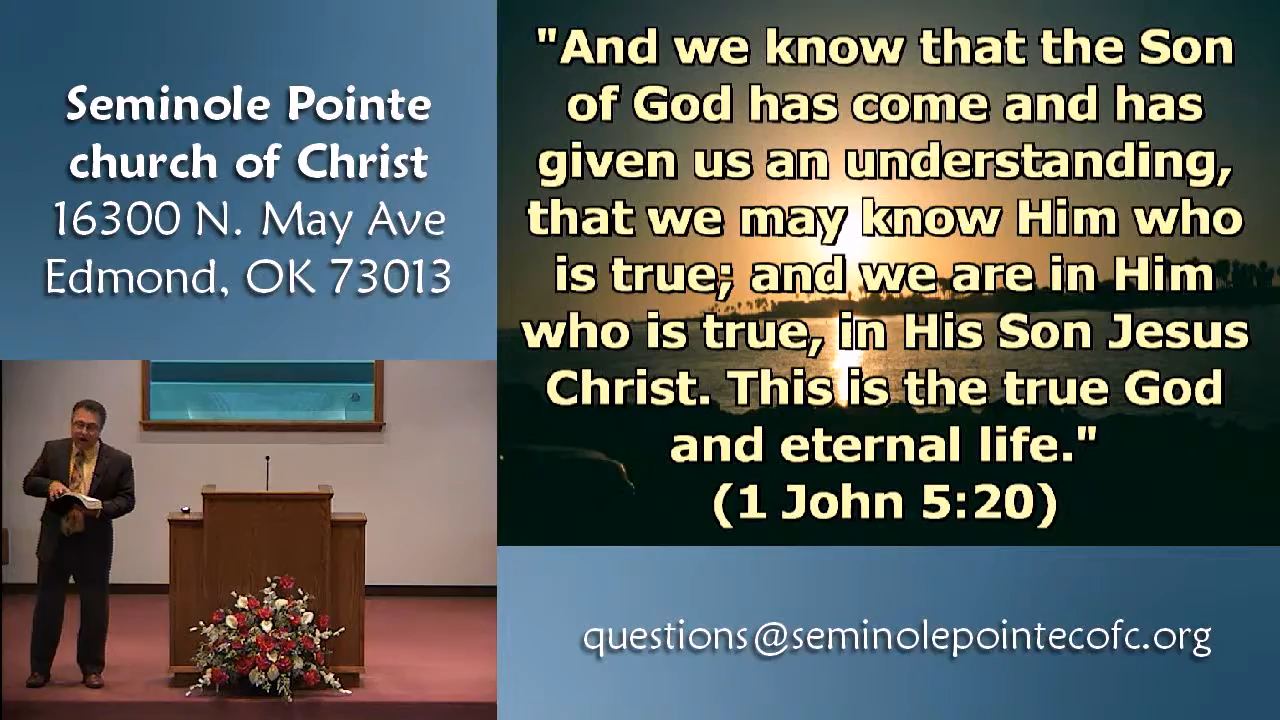 Seminole Pointe
church of Christ
16300 N. May Ave
Edmond, OK 73013
"And we know that the Son
of God has come and has
given us an understanding,
that we may know Him who
is true; and we are in Him
who is true, in His Son Jesus
Christ. This is the true God
and eternal life."
(1 John 5:20)
questions@seminolepointecofc.org